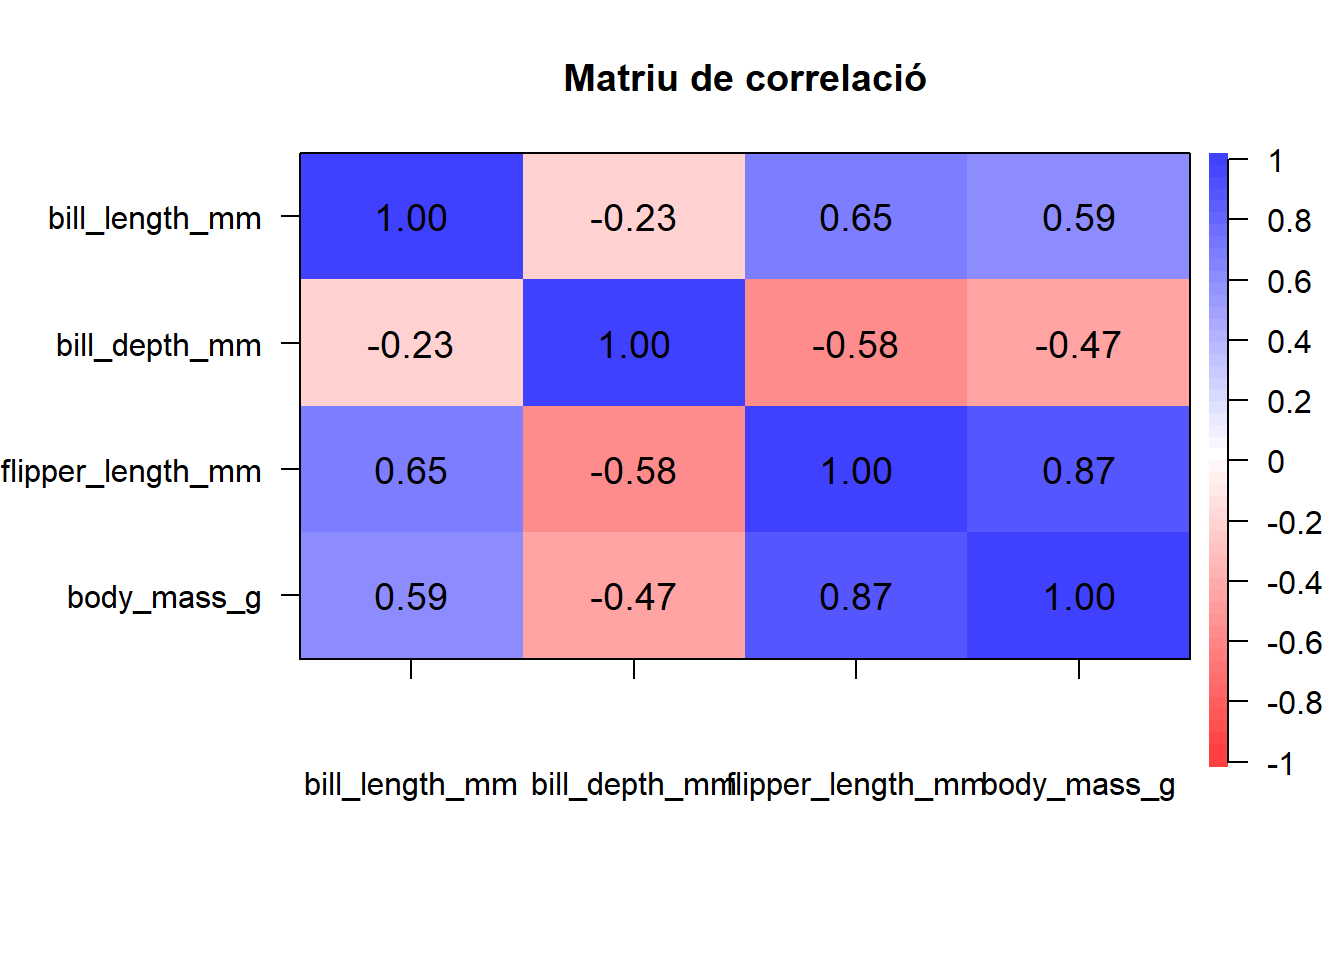 Matriu de correlació
bill_length_mm 1.00 -0.23 0.65 0.59
bill_depth_mm -0.23 1.00 -0.58 -0.47
flipper_length_mm 0.65 -0.58 1.00 0.87
body_mass_g 0.59 -0.47 0.87 1.00
bill_length_mm bill_depth_mm flipper_length_mm body_mass_g
1
0.8
0.6
0.4
0.2
0
-0.2
-0.4
-0.6
-0.8
-1